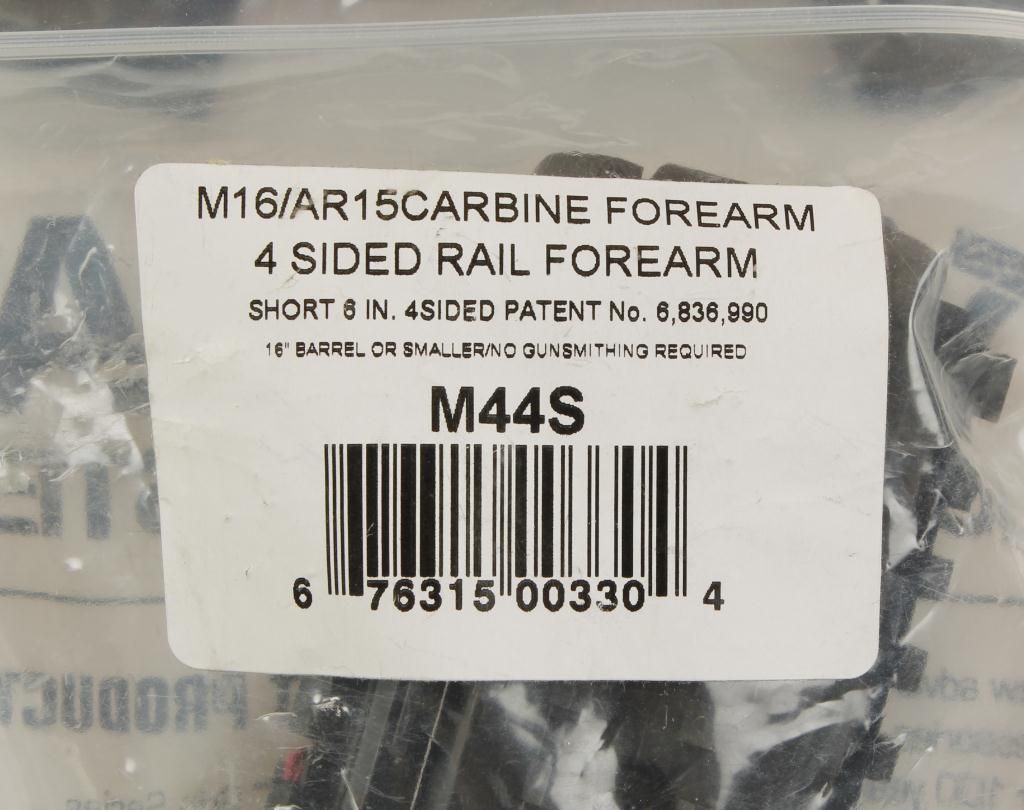 M16/AR15CARBINE FOREARM
4 SIDED RAIL FOREARM
SHORT 6 IN. 4SIDED PATENT No. 6,836,990
16" BARREL OR SMALLER/NO GUNSMITHING REQUIRED
M44S
6 76315 00330 4
PRODUCT